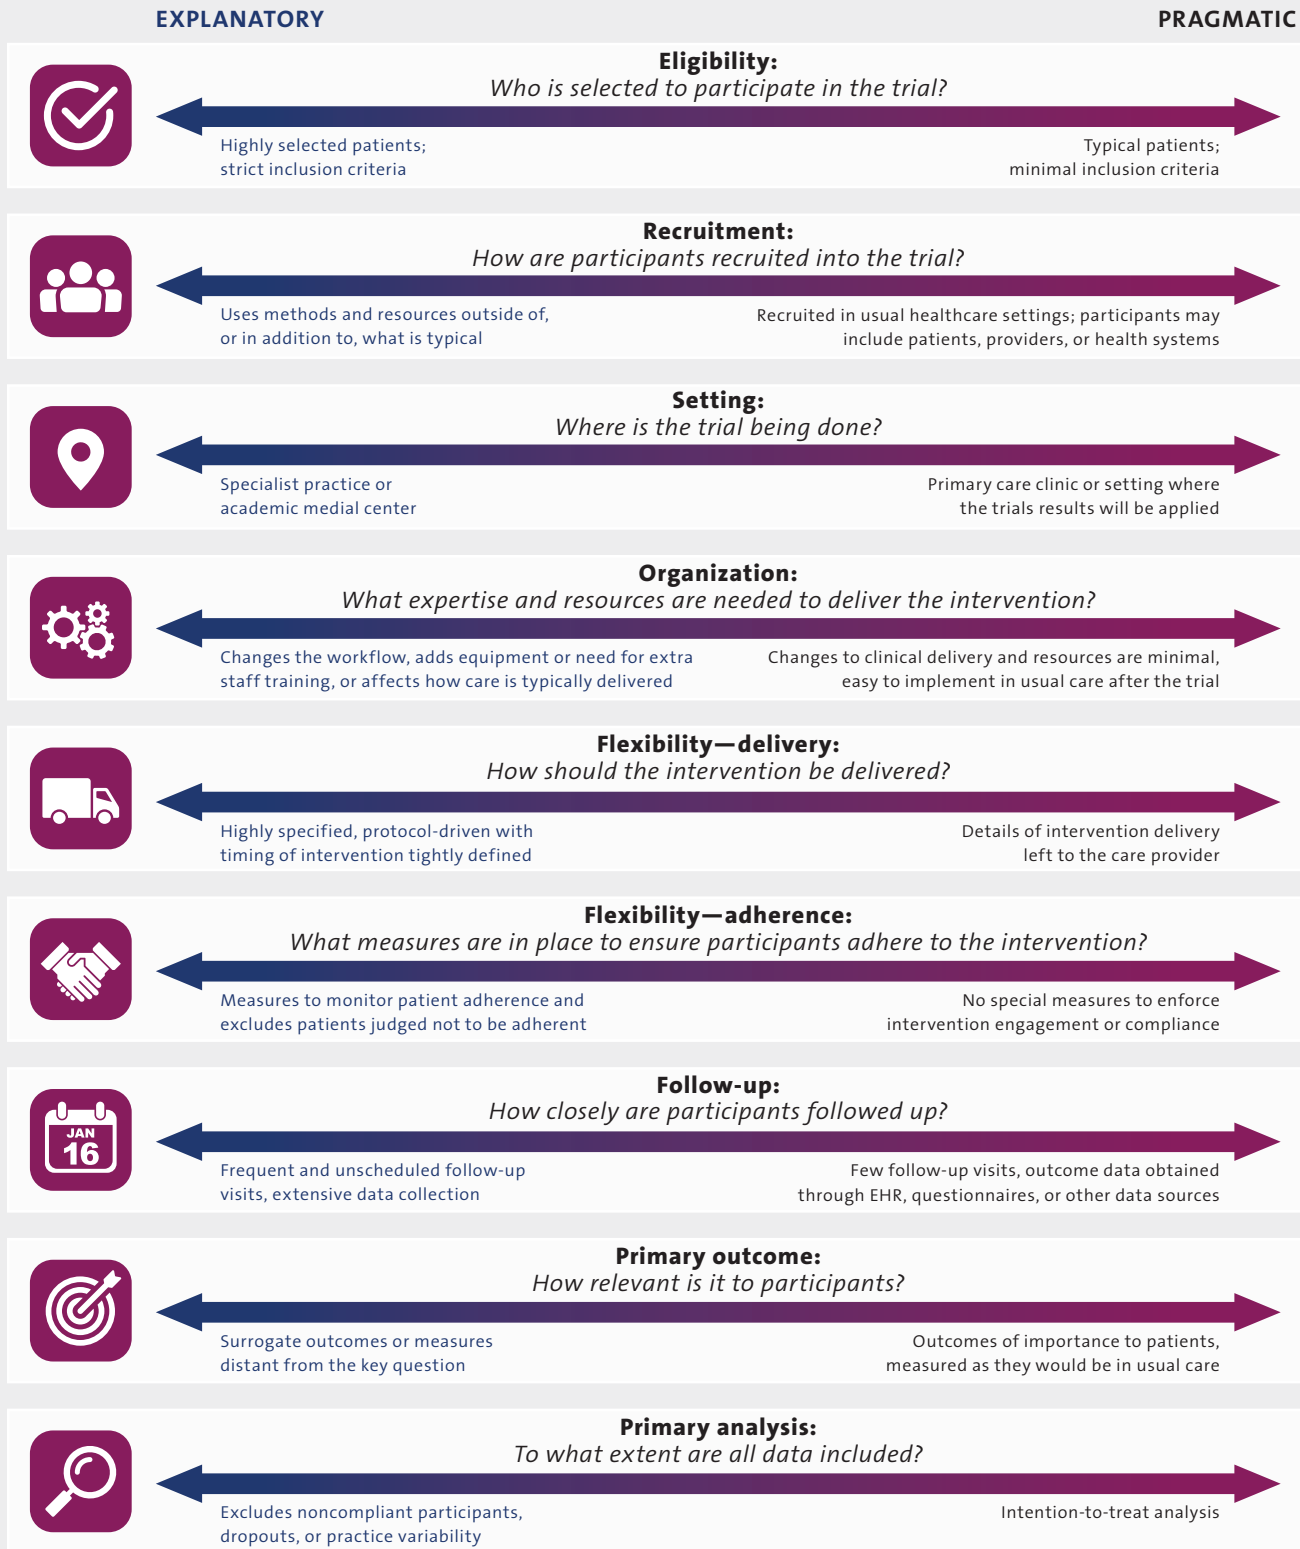 EXPLANATORY
PRAGMATIC
Eligibility:
Who is selected to participate in the trial?
Highly selected patients;
strict inclusion criteria
Typical patients;
minimal inclusion criteria
Recruitment:
How are participants recruited into the trial?
Uses methods and resources outside of,
or in addition to, what is typical
Recruited in usual healthcare settings; participants may
include patients, providers, or health systems
Setting:
Where is the trial being done?
Specialist practice or
academic medial center
Primary care clinic or setting where
the trials results will be applied
Organization:
What expertise and resources are needed to deliver the intervention?
Changes the workflow, adds equipment or need for extra
staff training, or affects how care is typically delivered
Changes to clinical delivery and resources are minimal,
easy to implement in usual care after the trial
Flexibility—delivery:
How should the intervention be delivered?
Highly specified, protocol-driven with
timing of intervention tightly defined
Details of intervention delivery
left to the care provider
Flexibility—adherence:
What measures are in place to ensure participants adhere to the intervention?
Measures to monitor patient adherence and
excludes patients judged not to be adherent
No special measures to enforce
intervention engagement or compliance
Follow-up:
How closely are participants followed up?
JAN
16
Frequent and unscheduled follow-up
visits, extensive data collection
Few follow-up visits, outcome data obtained
through EHR, questionnaires, or other data sources
Primary outcome:
How relevant is it to participants?
Surrogate outcomes or measures
distant from the key question
Outcomes of importance to patients,
measured as they would be in usual care
Primary analysis:
To what extent are all data included?
Excludes noncompliant participants,
dropouts, or practice variability
Intention-to-treat analysis